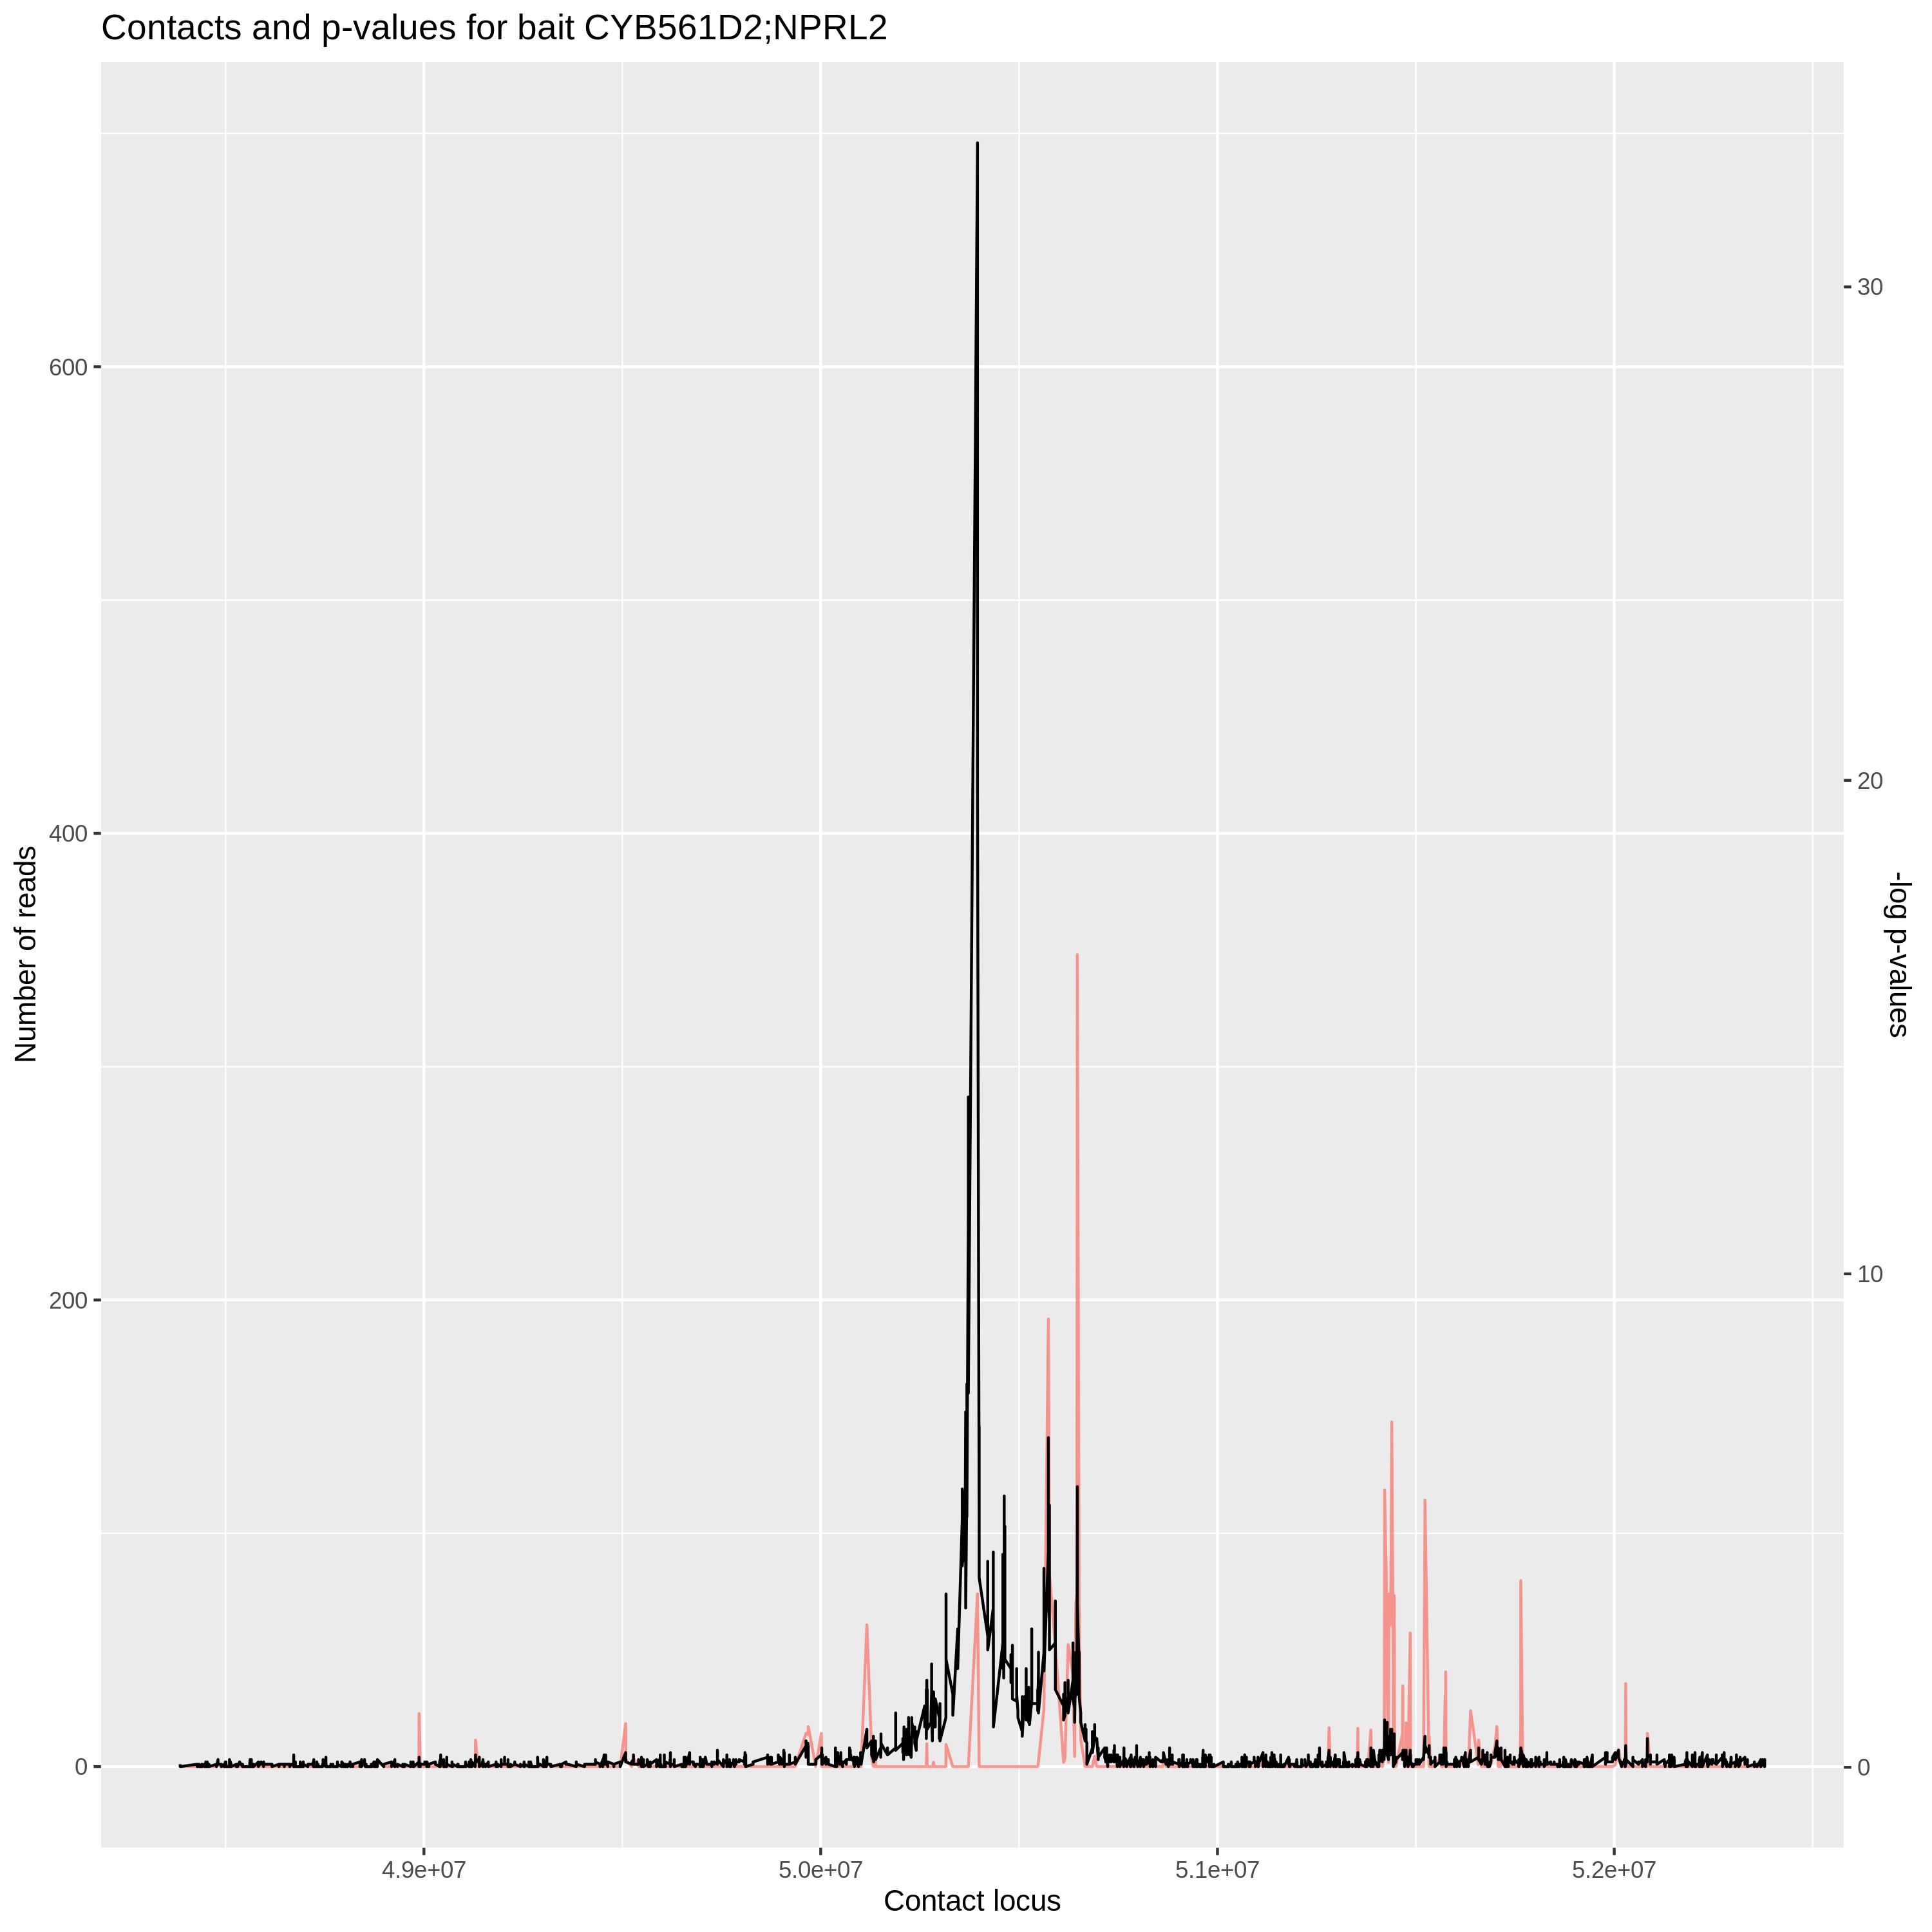 Contacts and p-values for bait CYB561D2;NPRL2
Number of reads
600
400
200
0
30
20
10
0
-log p-values
4.9e+07
5.0e+07
5.1e+07
5.2e+07
Contact locus